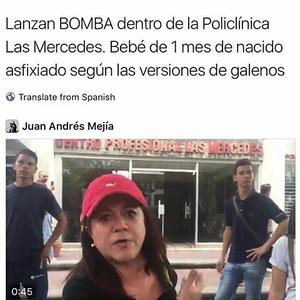 Lanzan BOMBA dentro de la Policlínica
Las Mercedes. Bebé de 1 mes de nacido
asfixiado según las versiones de galenos
Translate from Spanish
Juan Andrés Mejía
CENTRO PROFESIONAL LAS MERCEDES
0:45